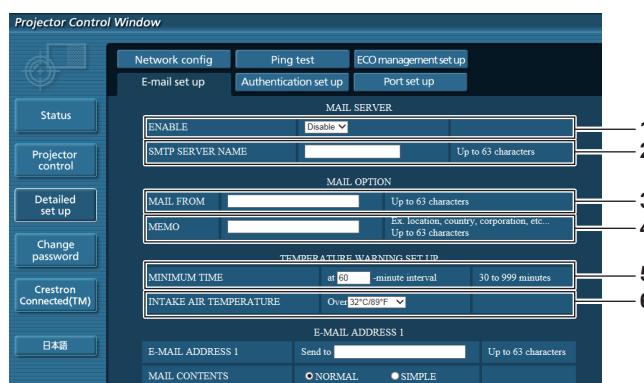 Projector Control Window
Network config Ping test ECO management set up
E-mail set up Authentication set up Port set up
Status
Projector control
Detailed set up
Change password
Crestron Connected(TM)
日本語
MAIL SERVER
ENABLE Disable 1
SMTP SERVER NAME Up to 63 characters 2
MAIL OPTION
MAIL FROM Up to 63 characters 3
MEMO Ex. location, country, corporation, etc... 4
Up to 63 characters
TEMPERATURE WARNING SET UP
MINIMUM TIME at 60 -minute interval 30 to 999 minutes 5
INTAKE AIR TEMPERATURE Over 32°C/89°F 6
E-MAIL ADDRESS 1
E-MAIL ADDRESS 1 Send to Up to 63 characters
MAIL CONTENTS NORMAL SIMPLE